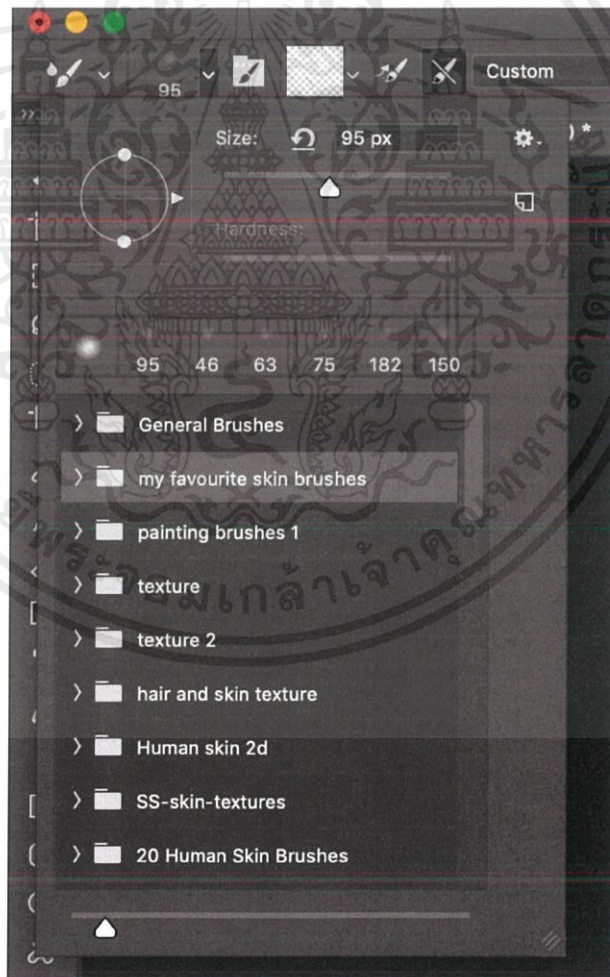 95
Custom
Size: 95 px
Hardness:
95 46 63 75 182 150
General Brushes
my favourite skin brushes
painting brushes 1
texture
texture 2
hair and skin texture
Human skin 2d
SS-skin-textures
20 Human Skin Brushes